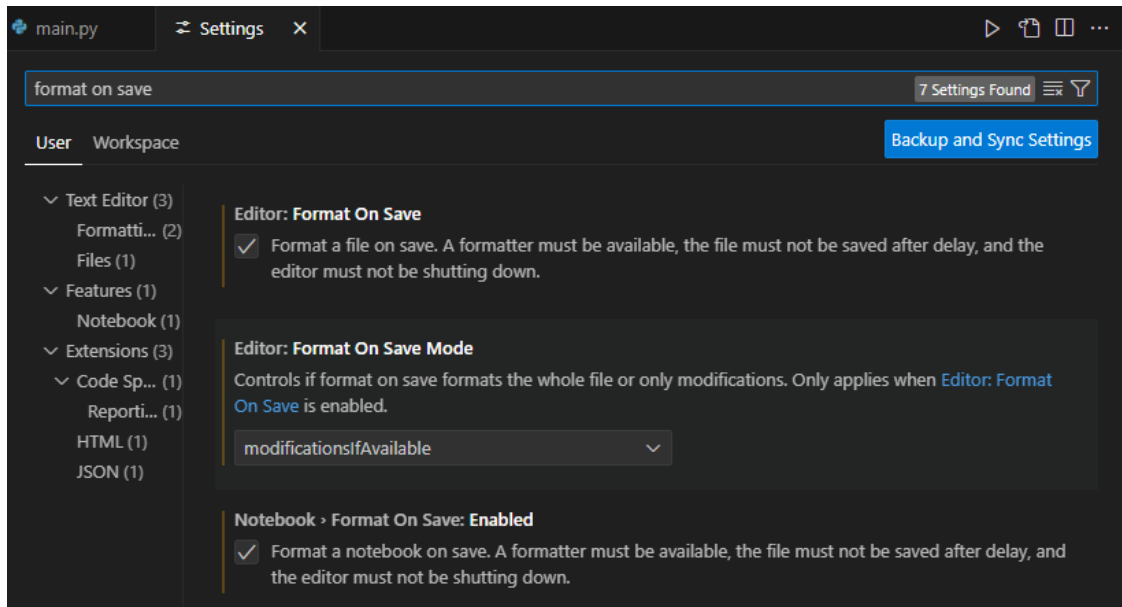 main.py
Settings
format on save
7 Settings Found
User Workspace
Backup and Sync Settings
Text Editor (3)
Formatti... (2)
Files (1)
Features (1)
Notebook (1)
Extensions (3)
Code Sp... (1)
Reporti... (1)
HTML (1)
JSON (1)
Editor: Format On Save
Format a file on save. A formatter must be available, the file must not be saved after delay, and the
editor must not be shutting down.
Editor: Format On Save Mode
Controls if format on save formats the whole file or only modifications. Only applies when Editor: Format
On Save is enabled.
modificationsIfAvailable
Notebook › Format On Save: Enabled
Format a notebook on save. A formatter must be available, the file must not be saved after delay, and
the editor must not be shutting down.